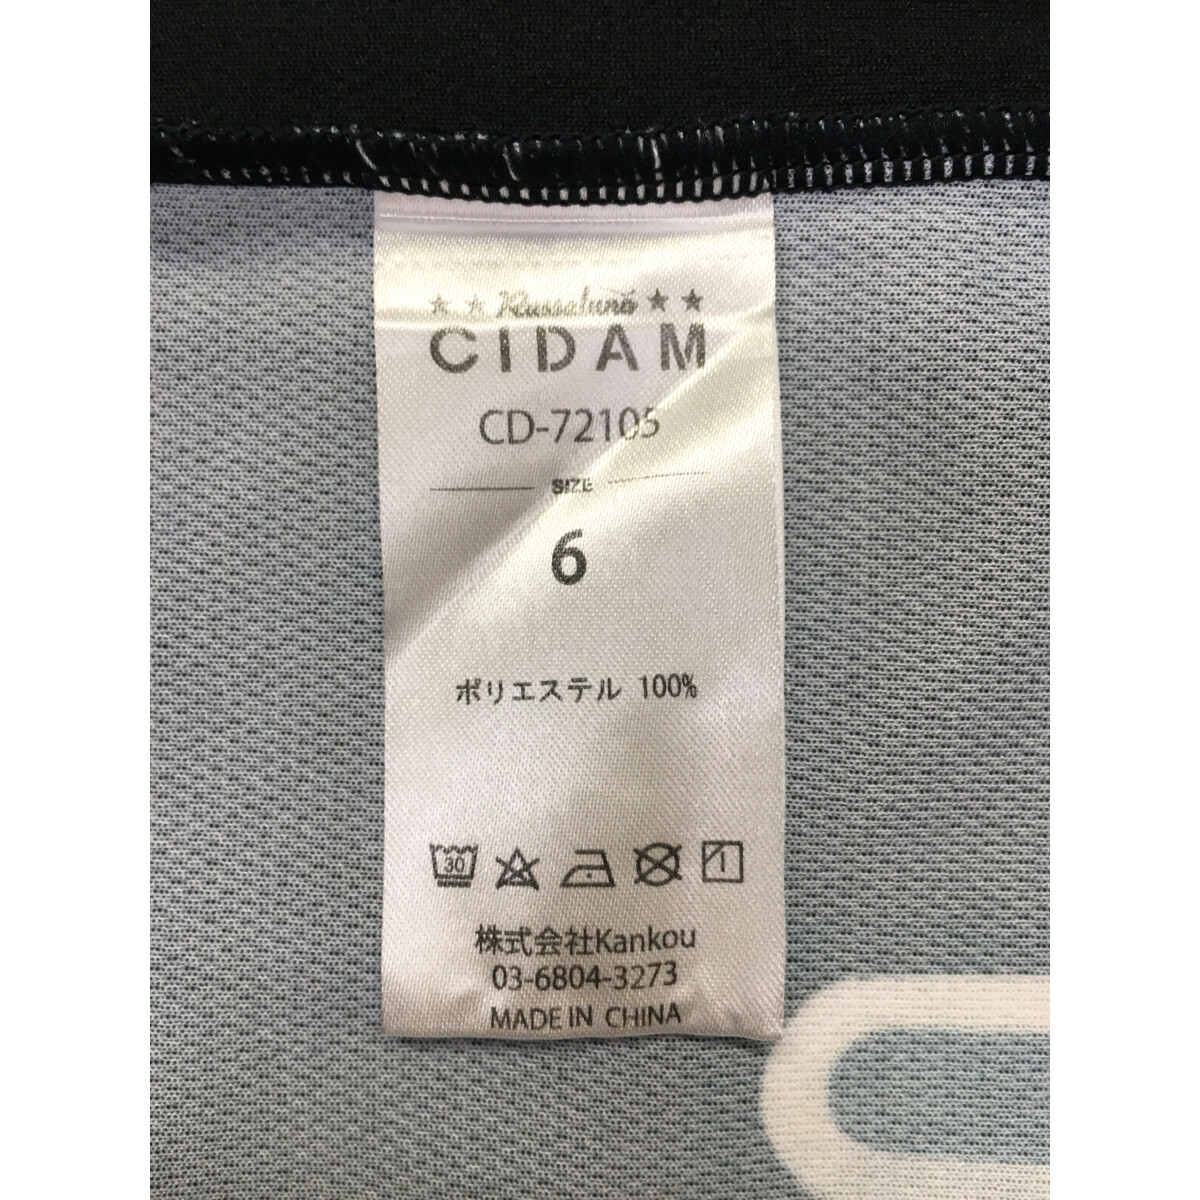 Russeluno
CIDAM
CD-72105
SIZE
6
ポリエステル 100%
30
株式会社Kankou
03-6804-3273
MADE IN CHINA